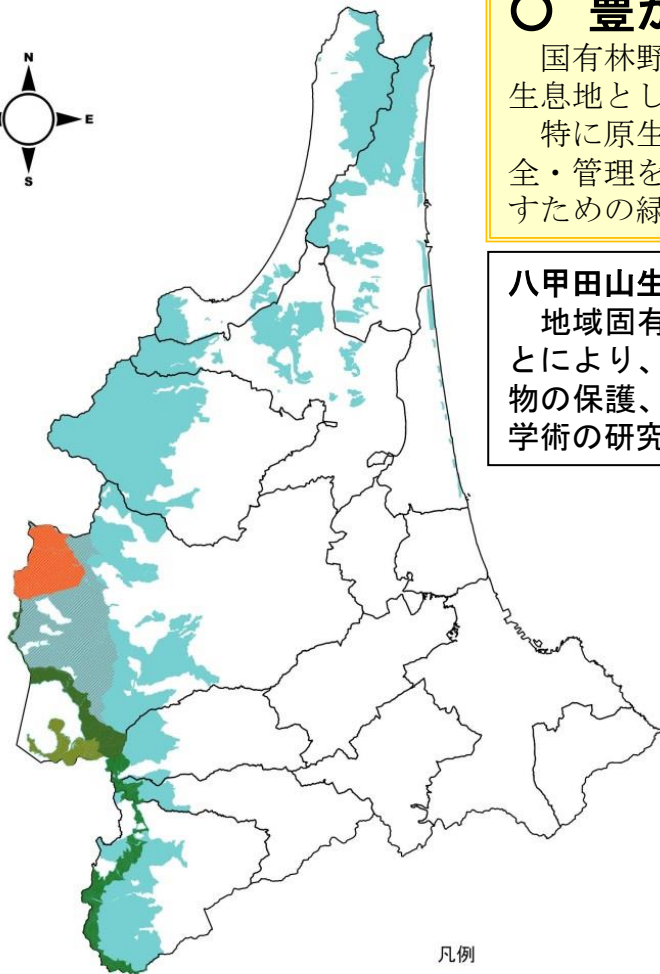 N
E
S
○ 豊か
国有林野
生息地とし
特に原生
全・管理を
すための緑
八甲田山生
地域固有
とにより、
物の保護、
学術の研究
凡例